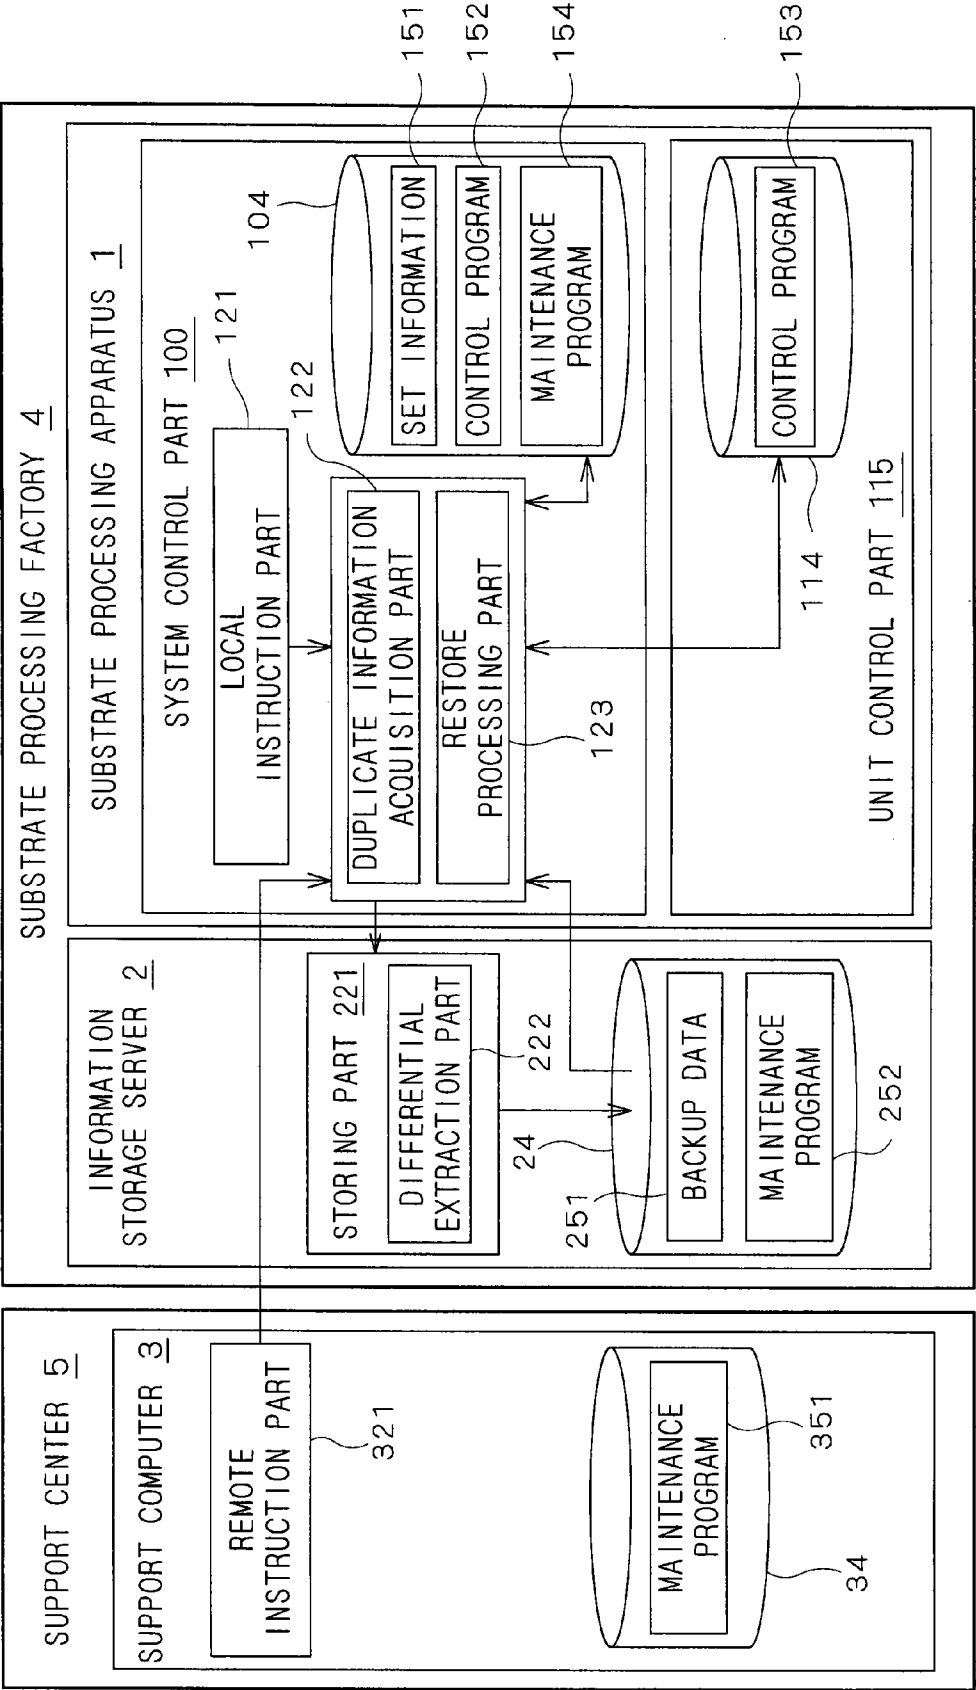 SUPPORT CENTER 5
SUPPORT COMPUTER 3
REMOTE
INSTRUCTION PART
321
MAINTENANCE
PROGRAM
351
34
SUBSTRATE PROCESSING FACTORY 4
INFORMATION
STORAGE SERVER 2
STORING PART 221
DIFFERENTIAL
EXTRACTION PART
222
24
251
BACKUP DATA
MAINTENANCE
PROGRAM
252
SUBSTRATE PROCESSING APPARATUS 1
SYSTEM CONTROL PART 100
LOCAL
INSTRUCTION PART
121
122
DUPLICATE INFORMATION
ACQUISITION PART
RESTORE
PROCESSING PART
123
104
SET INFORMATION
151
CONTROL PROGRAM
152
MAINTENANCE
PROGRAM
154
CONTROL PROGRAM
153
114
UNIT CONTROL PART 115